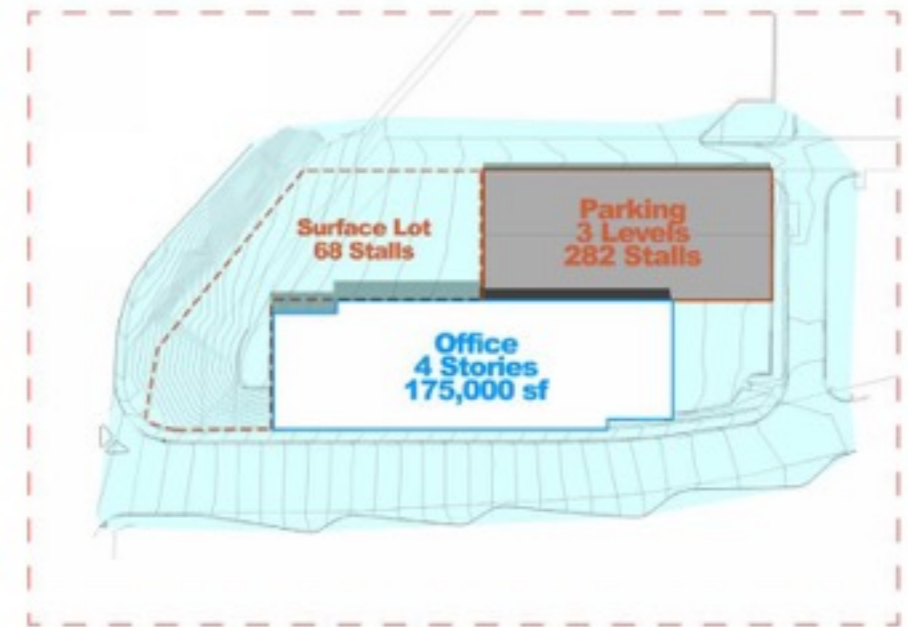 Surface Lot
68 Stalls
Parking
3 Levels
282 Stalls
Office
4 Stories
175,000 sf